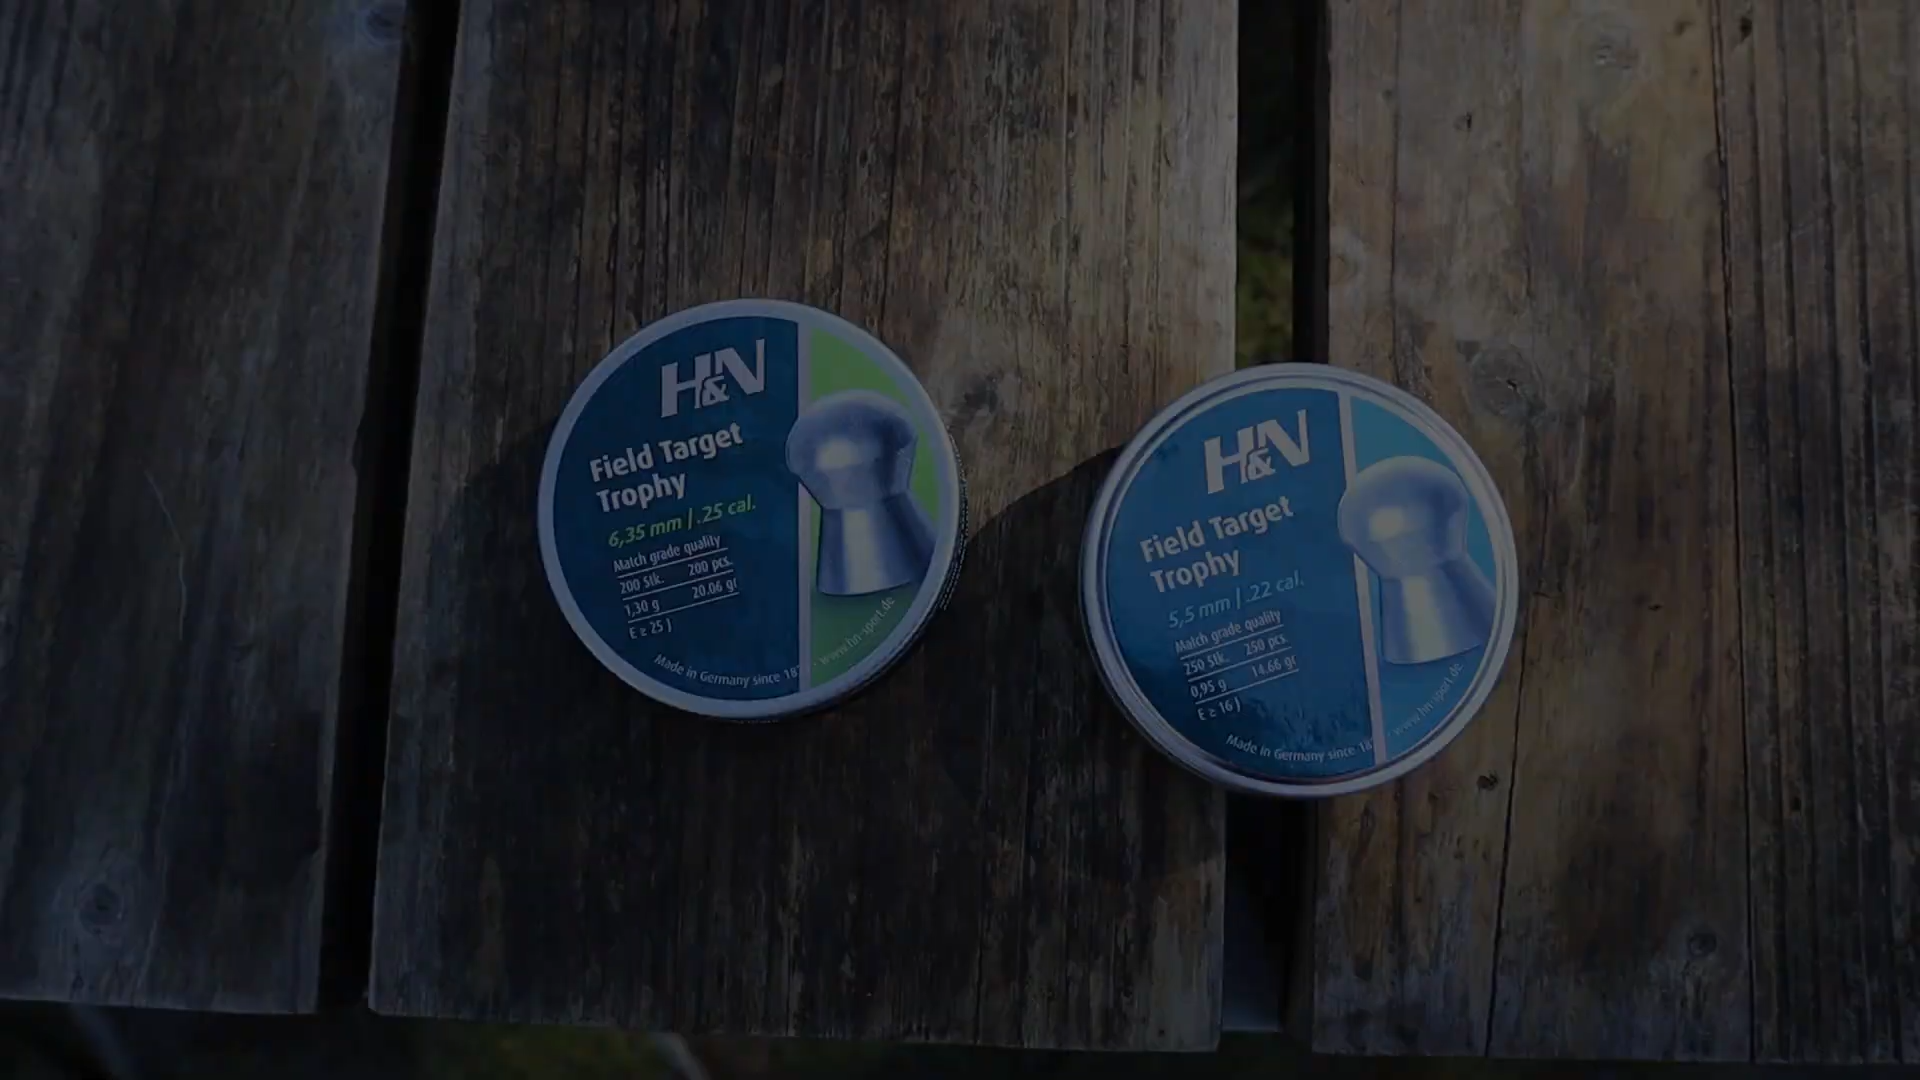 H&N
Field Target
Trophy
6,35 mm | .25 cal.
Match grade quality
200 Stk. 200 pcs.
1,30 g 20.06 gr
E ≥ 25 J
Made in Germany since
www.hn-sport.de
H&N
Field Target
Trophy
5,5 mm | .22 cal.
Match grade quality
250 Stk. 250 pcs.
0,95 g 14.66 gr
E ≥ 16 J
Made in Germany since
www.hn-sport.de